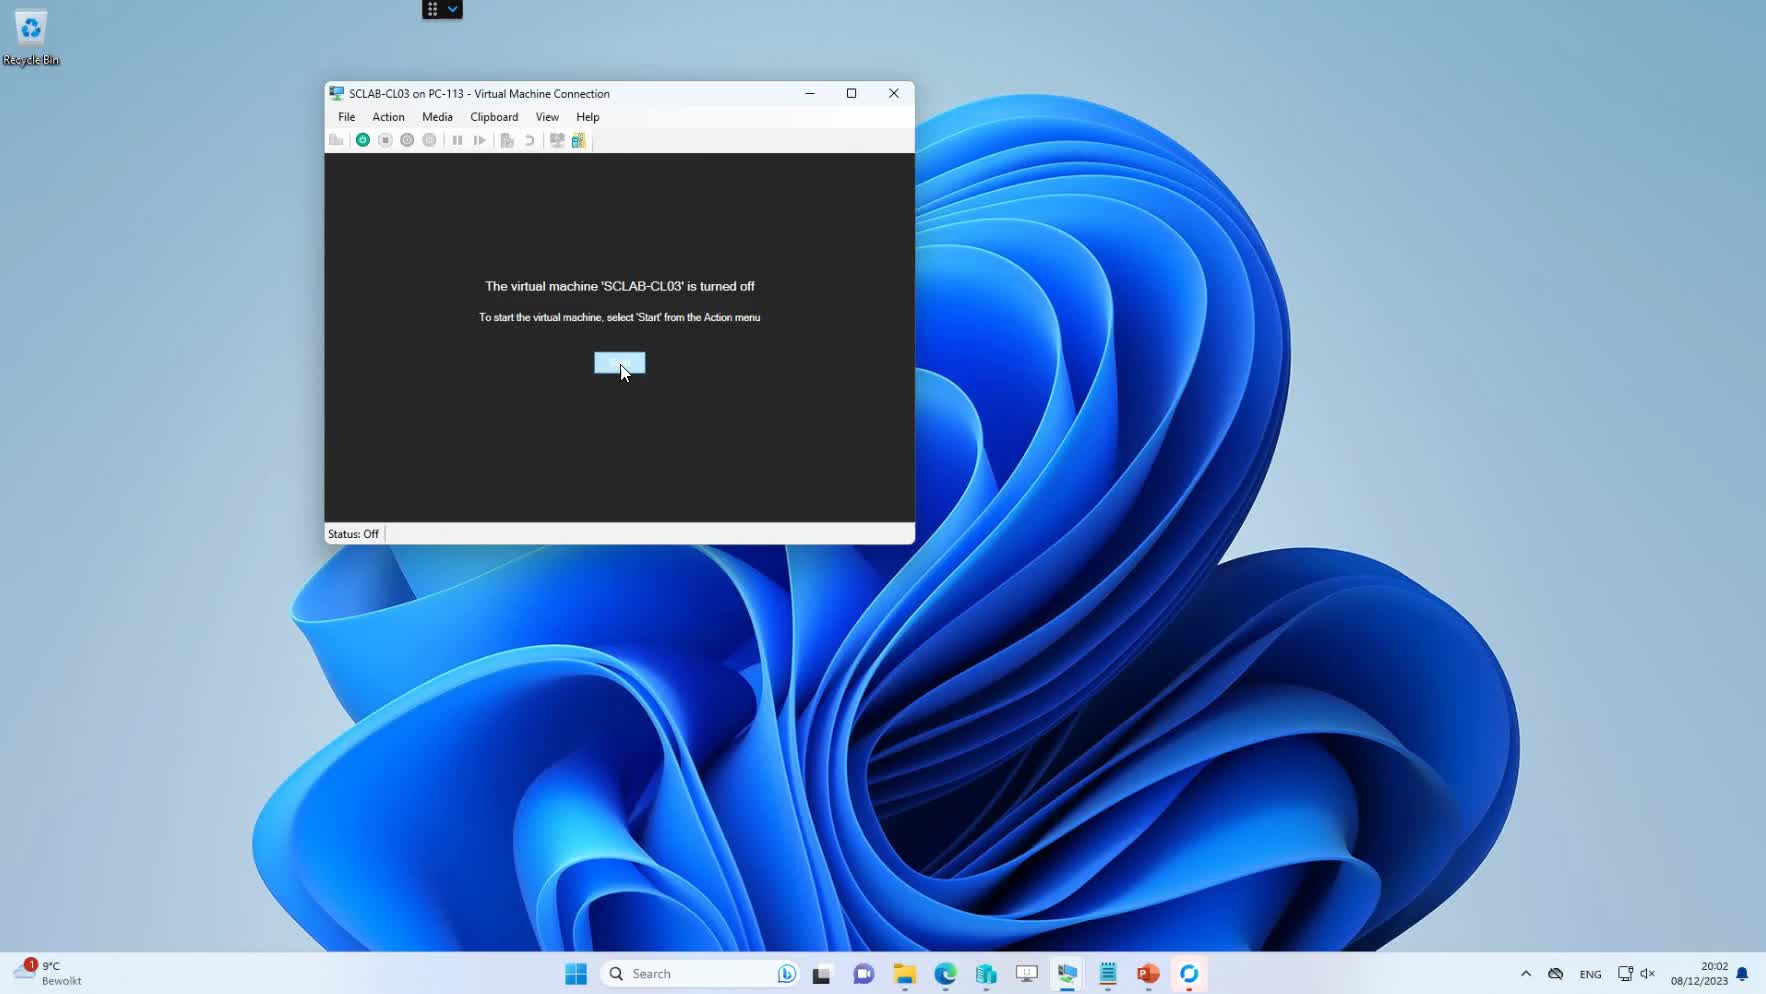 Recycle Bin
SCLAB-CL03 on PC-113 - Virtual Machine Connection
File Action Media Clipboard View Help
The virtual machine 'SCLAB-CL03' is turned off
To start the virtual machine, select 'Start' from the Action menu
Status: Off
1
9°C
Bewolkt
Search
ENG
20:02
08/12/2023